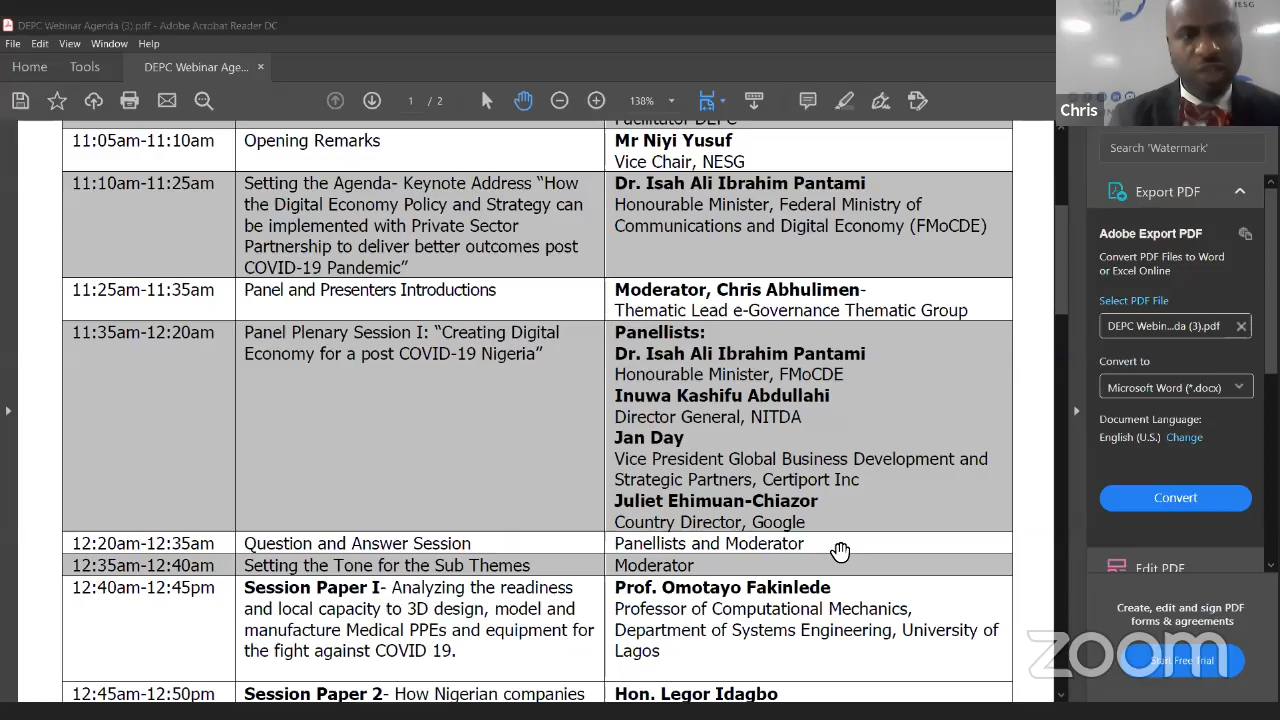 DEPC Webinar Agenda (3).pdf - Adobe Acrobat Reader DC
File Edit View Window Help
Home Tools DEPC Webinar Age... ×
1 / 2 138%
Facilitator DEPC
11:05am-11:10am Opening Remarks Mr Niyi Yusuf
Vice Chair, NESG
11:10am-11:25am Setting the Agenda- Keynote Address “How Dr. Isah Ali Ibrahim Pantami
the Digital Economy Policy and Strategy can Honourable Minister, Federal Ministry of
be implemented with Private Sector Communications and Digital Economy (FMoCDE)
Partnership to deliver better outcomes post
COVID-19 Pandemic”
11:25am-11:35am Panel and Presenters Introductions Moderator, Chris Abhulimen-
Thematic Lead e-Governance Thematic Group
11:35am-12:20am Panel Plenary Session I: “Creating Digital Panellists:
Economy for a post COVID-19 Nigeria” Dr. Isah Ali Ibrahim Pantami
Honourable Minister, FMoCDE
Inuwa Kashifu Abdullahi
Director General, NITDA
Jan Day
Vice President Global Business Development and
Strategic Partners, Certiport Inc
Juliet Ehimuan-Chiazor
Country Director, Google
12:20am-12:35am Question and Answer Session Panellists and Moderator
12:35am-12:40am Setting the Tone for the Sub Themes Moderator
12:40am-12:45pm Session Paper I- Analyzing the readiness Prof. Omotayo Fakinlede
and local capacity to 3D design, model and Professor of Computational Mechanics,
manufacture Medical PPEs and equipment for Department of Systems Engineering, University of
the fight against COVID 19. Lagos
12:45am-12:50pm Session Paper 2- How Nigerian companies Hon. Legor Idagbo
Chris
Search 'Watermark'
Export PDF
Adobe Export PDF
Convert PDF Files to Word
or Excel Online
Select PDF File
DEPC Webin...da (3).pdf
Convert to
Microsoft Word (*.docx)
Document Language:
English (U.S.) Change
Convert
Edit PDF
Create, edit and sign PDF
forms & agreements
Start Free Trial
zoom